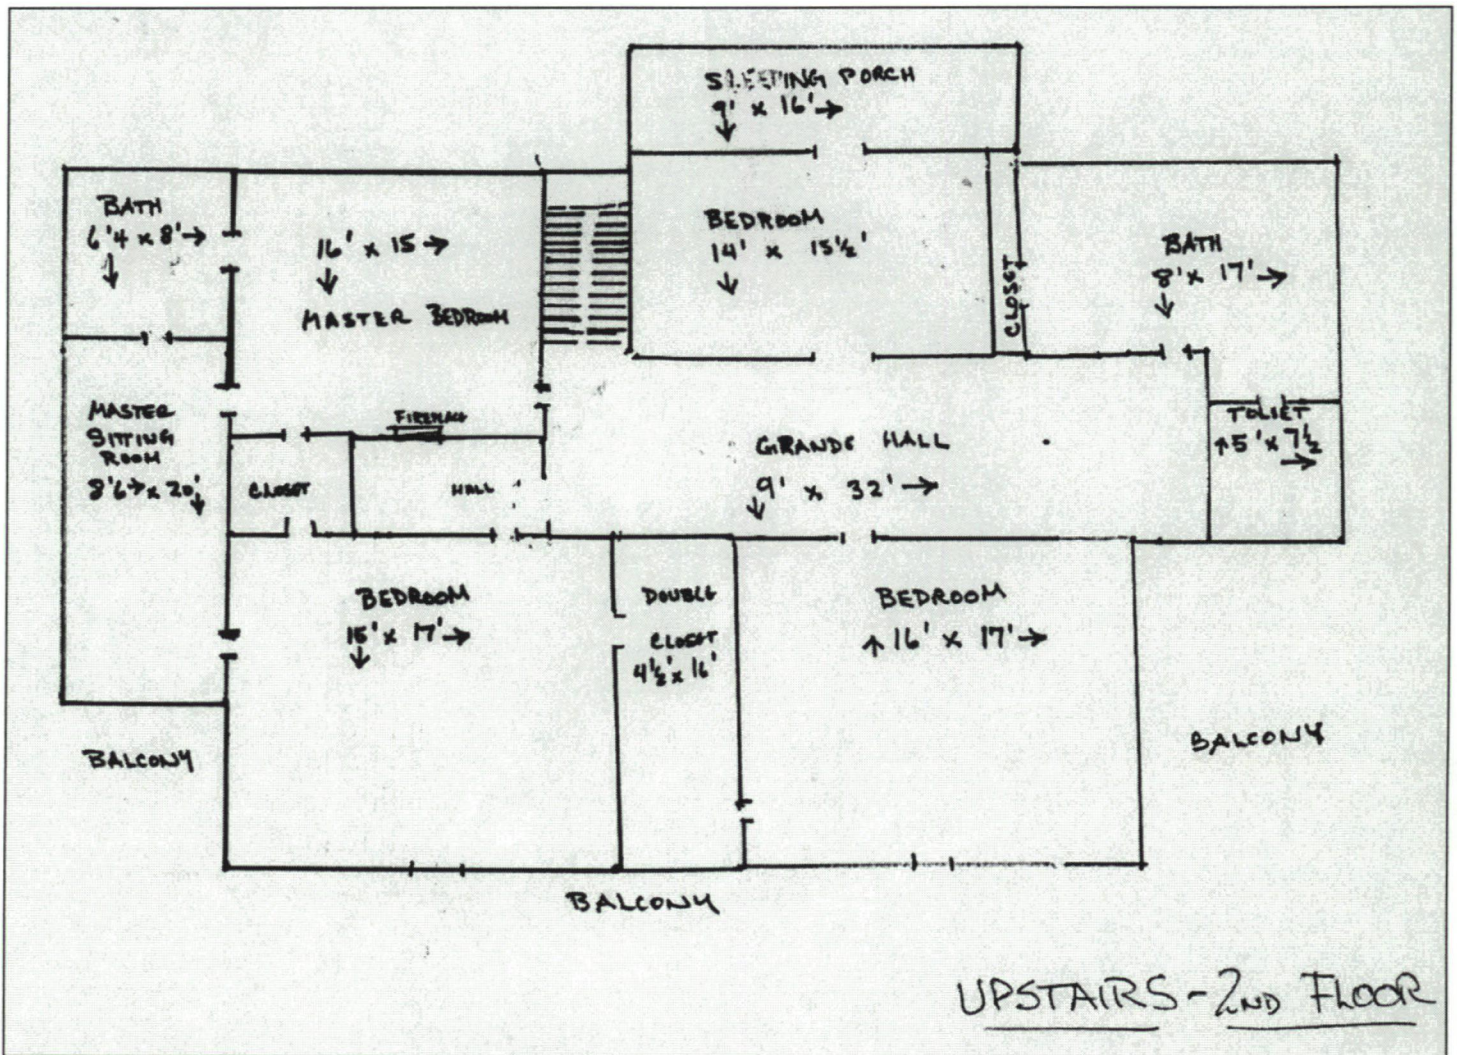 SLEEPING PORCH
9' x 16' →
↓
BATH
6'4 x 8' →
↓
16' x 15 →
↓
MASTER BEDROOM
BEDROOM
14' x 15½'
↓
CLOSET
BATH
8' x 17' →
↓
MASTER
SITTING
ROOM
8'6 → x 20'
↓
FIREPLACE
CLOSET
HALL
GRANDE HALL
9' x 32' →
↓
TOLIET
↑ 5' x 7½
→
BEDROOM
15' x 17' →
↓
DOUBLE
CLOSET
4½' x 16'
BEDROOM
↑ 16' x 17' →
BALCONY
BALCONY
BALCONY
UPSTAIRS - 2ND FLOOR